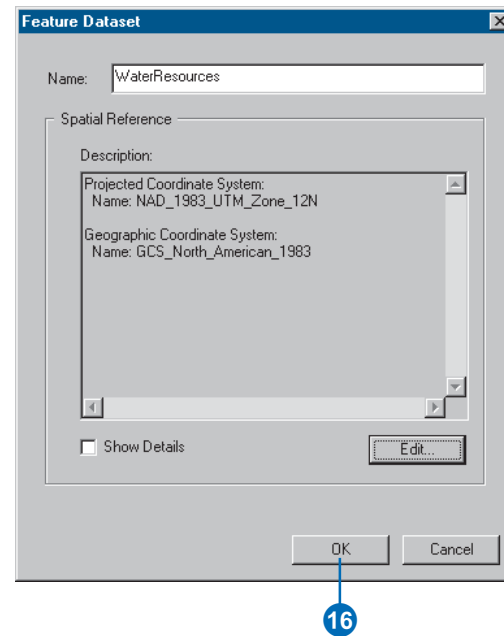 Feature Dataset
Name: WaterResources
Spatial Reference
Description:
Projected Coordinate System:
Name: NAD_1983_UTM_Zone_12N
Geographic Coordinate System:
Name: GCS_North_American_1983
Show Details
Edit...
OK
Cancel
16